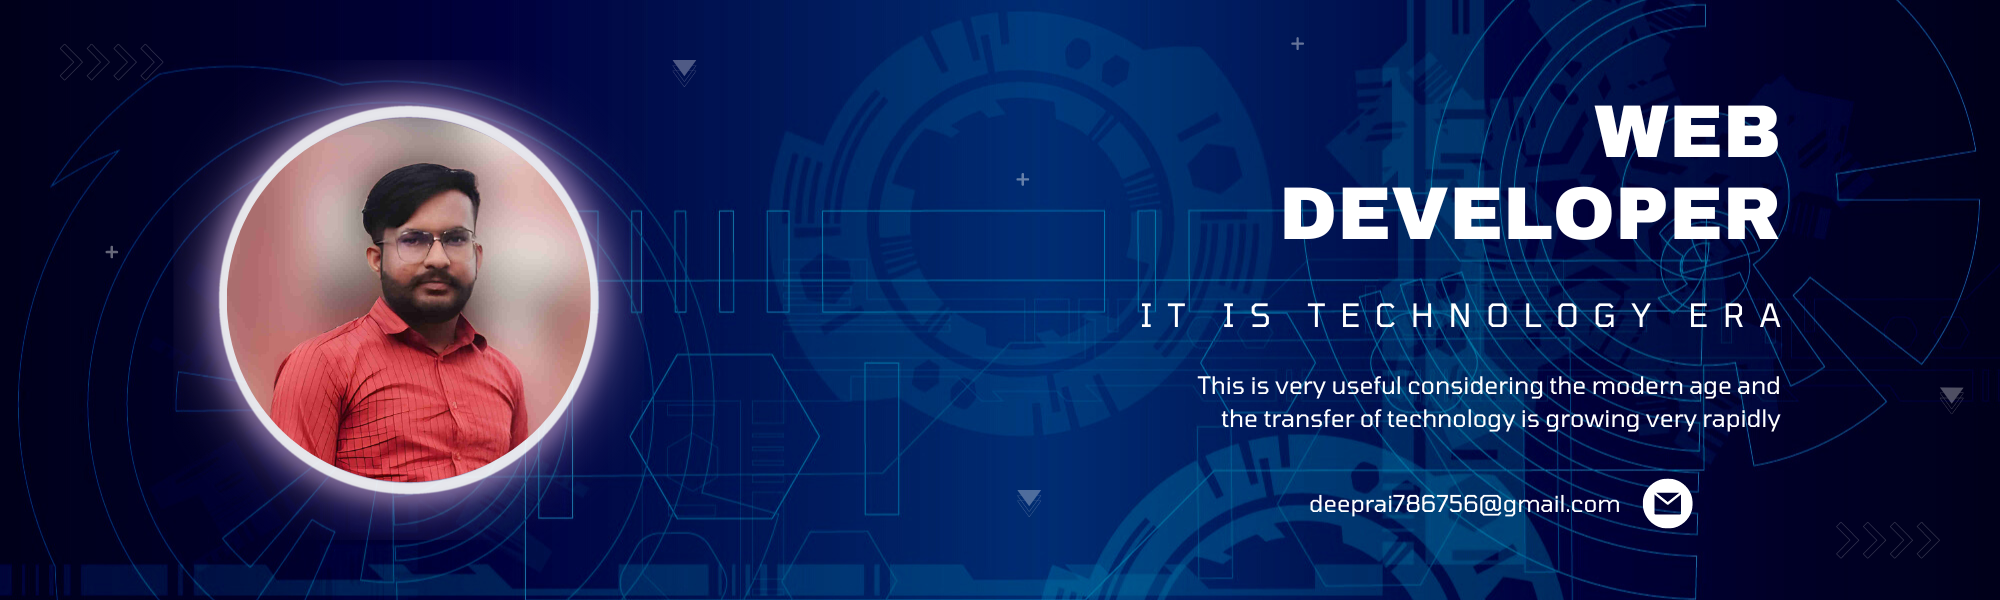 WEB
DEVELOPER
IT IS TECHNOLOGY ERA
This is very useful considering the modern age and
the transfer of technology is growing very rapidly
deeprai786756@gmail.com